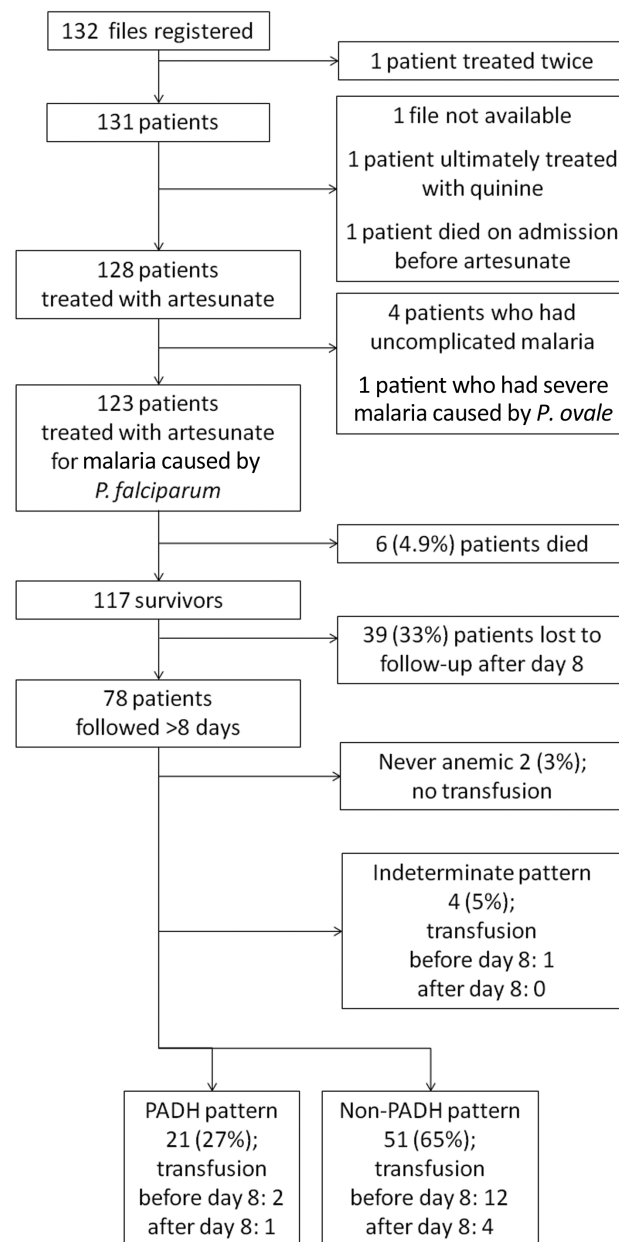 132 files registered
1 patient treated twice
131 patients
1 file not available
1 patient ultimately treated
with quinine
1 patient died on admission
before artesunate
128 patients
treated with artesunate
4 patients who had
uncomplicated malaria
1 patient who had severe
malaria caused by P. ovale
123 patients
treated with artesunate
for malaria caused by
P. falciparum
6 (4.9%) patients died
117 survivors
39 (33%) patients lost to
follow-up after day 8
78 patients
followed >8 days
Never anemic 2 (3%);
no transfusion
Indeterminate pattern
4 (5%);
transfusion
before day 8: 1
after day 8: 0
PADH pattern
21 (27%);
transfusion
before day 8: 2
after day 8: 1
Non-PADH pattern
51 (65%);
transfusion
before day 8: 12
after day 8: 4